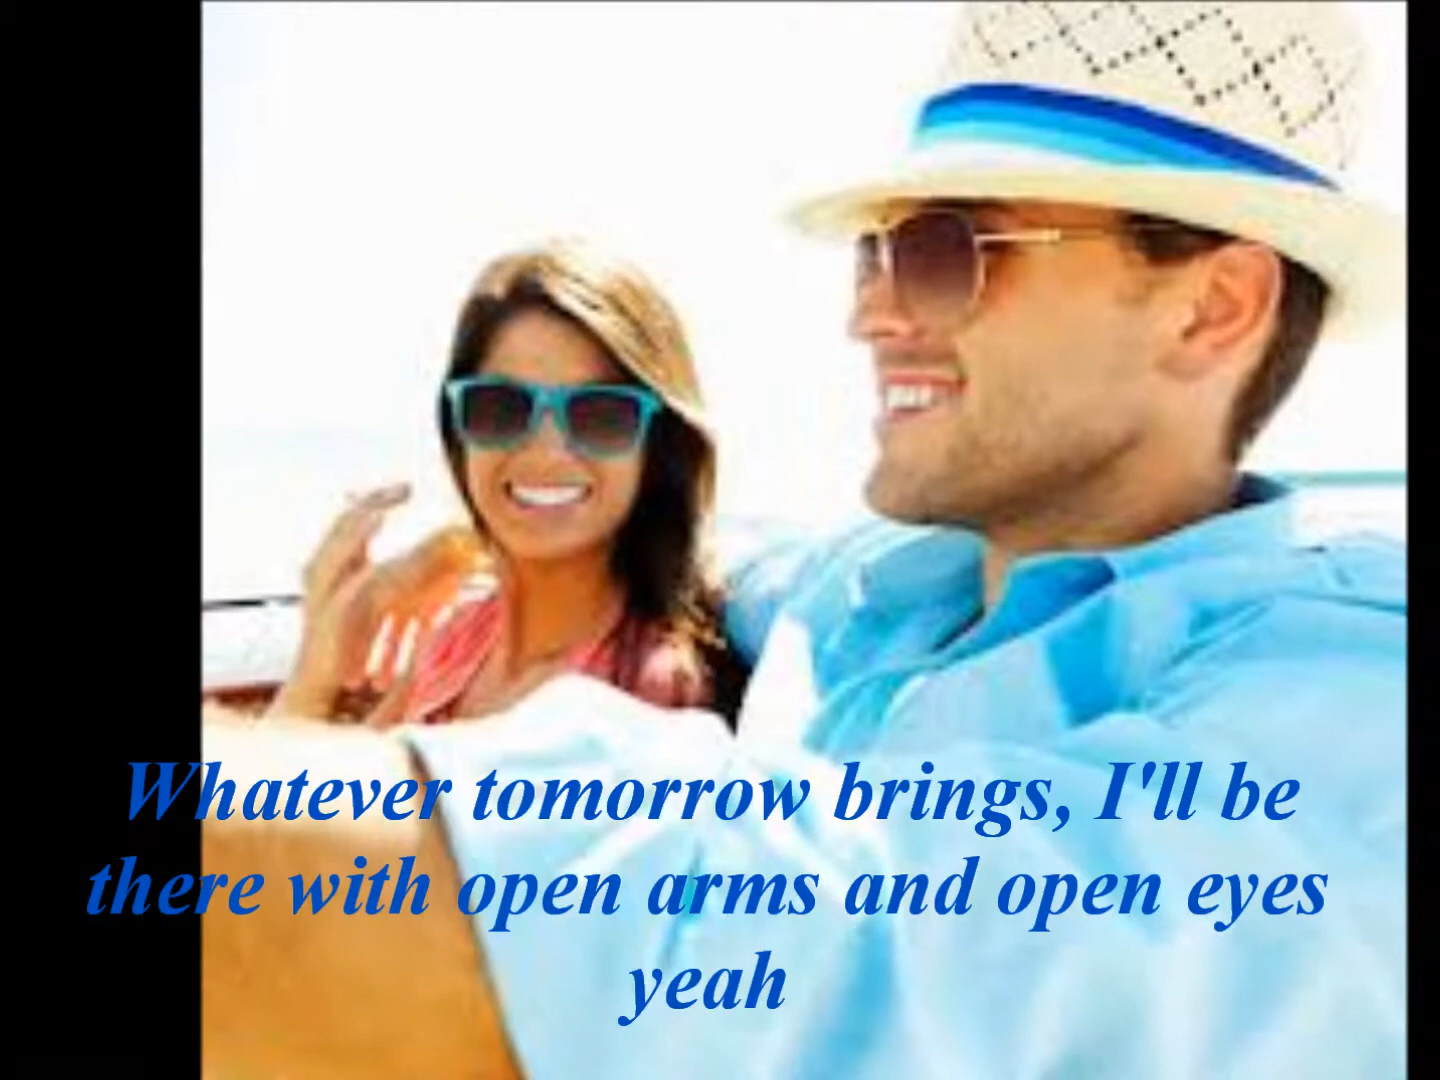 Whatever tomorrow brings, I'll be
there with open arms and open eyes
yeah